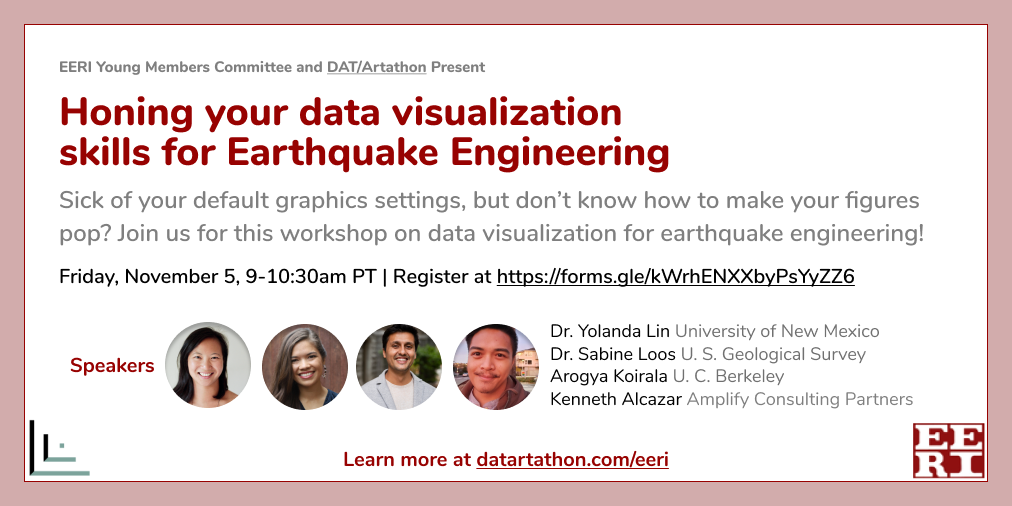 EERI Young Members Committee and DAT/Artathon Present
Honing your data visualization
skills for Earthquake Engineering
Sick of your default graphics settings, but don’t know how to make your figures
pop? Join us for this workshop on data visualization for earthquake engineering!
Friday, November 5, 9-10:30am PT | Register at https://forms.gle/kWrhENXXbyPsYyZZ6
Speakers
Dr. Yolanda Lin University of New Mexico
Dr. Sabine Loos U. S. Geological Survey
Arogya Koirala U. C. Berkeley
Kenneth Alcazar Amplify Consulting Partners
Learn more at datartathon.com/eeri
EE
RI